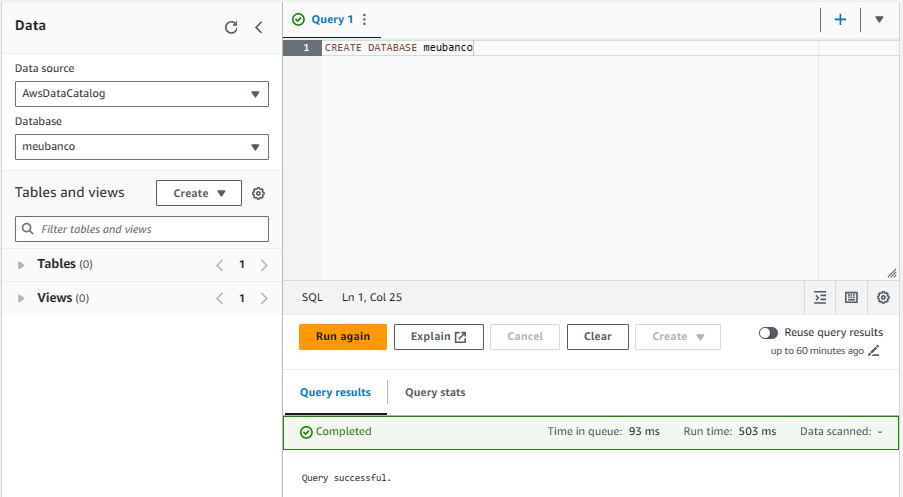 Data
Data source
AwsDataCatalog
Database
meubanco
Tables and views
Create
Filter tables and views
Tables (0)
1
Views (0)
1
Query 1
1 CREATE DATABASE meubanco
SQL Ln 1, Col 25
Run again Explain Cancel Clear Create
Reuse query results
up to 60 minutes ago
Query results Query stats
Completed Time in queue: 93 ms Run time: 503 ms Data scanned: -
Query successful.